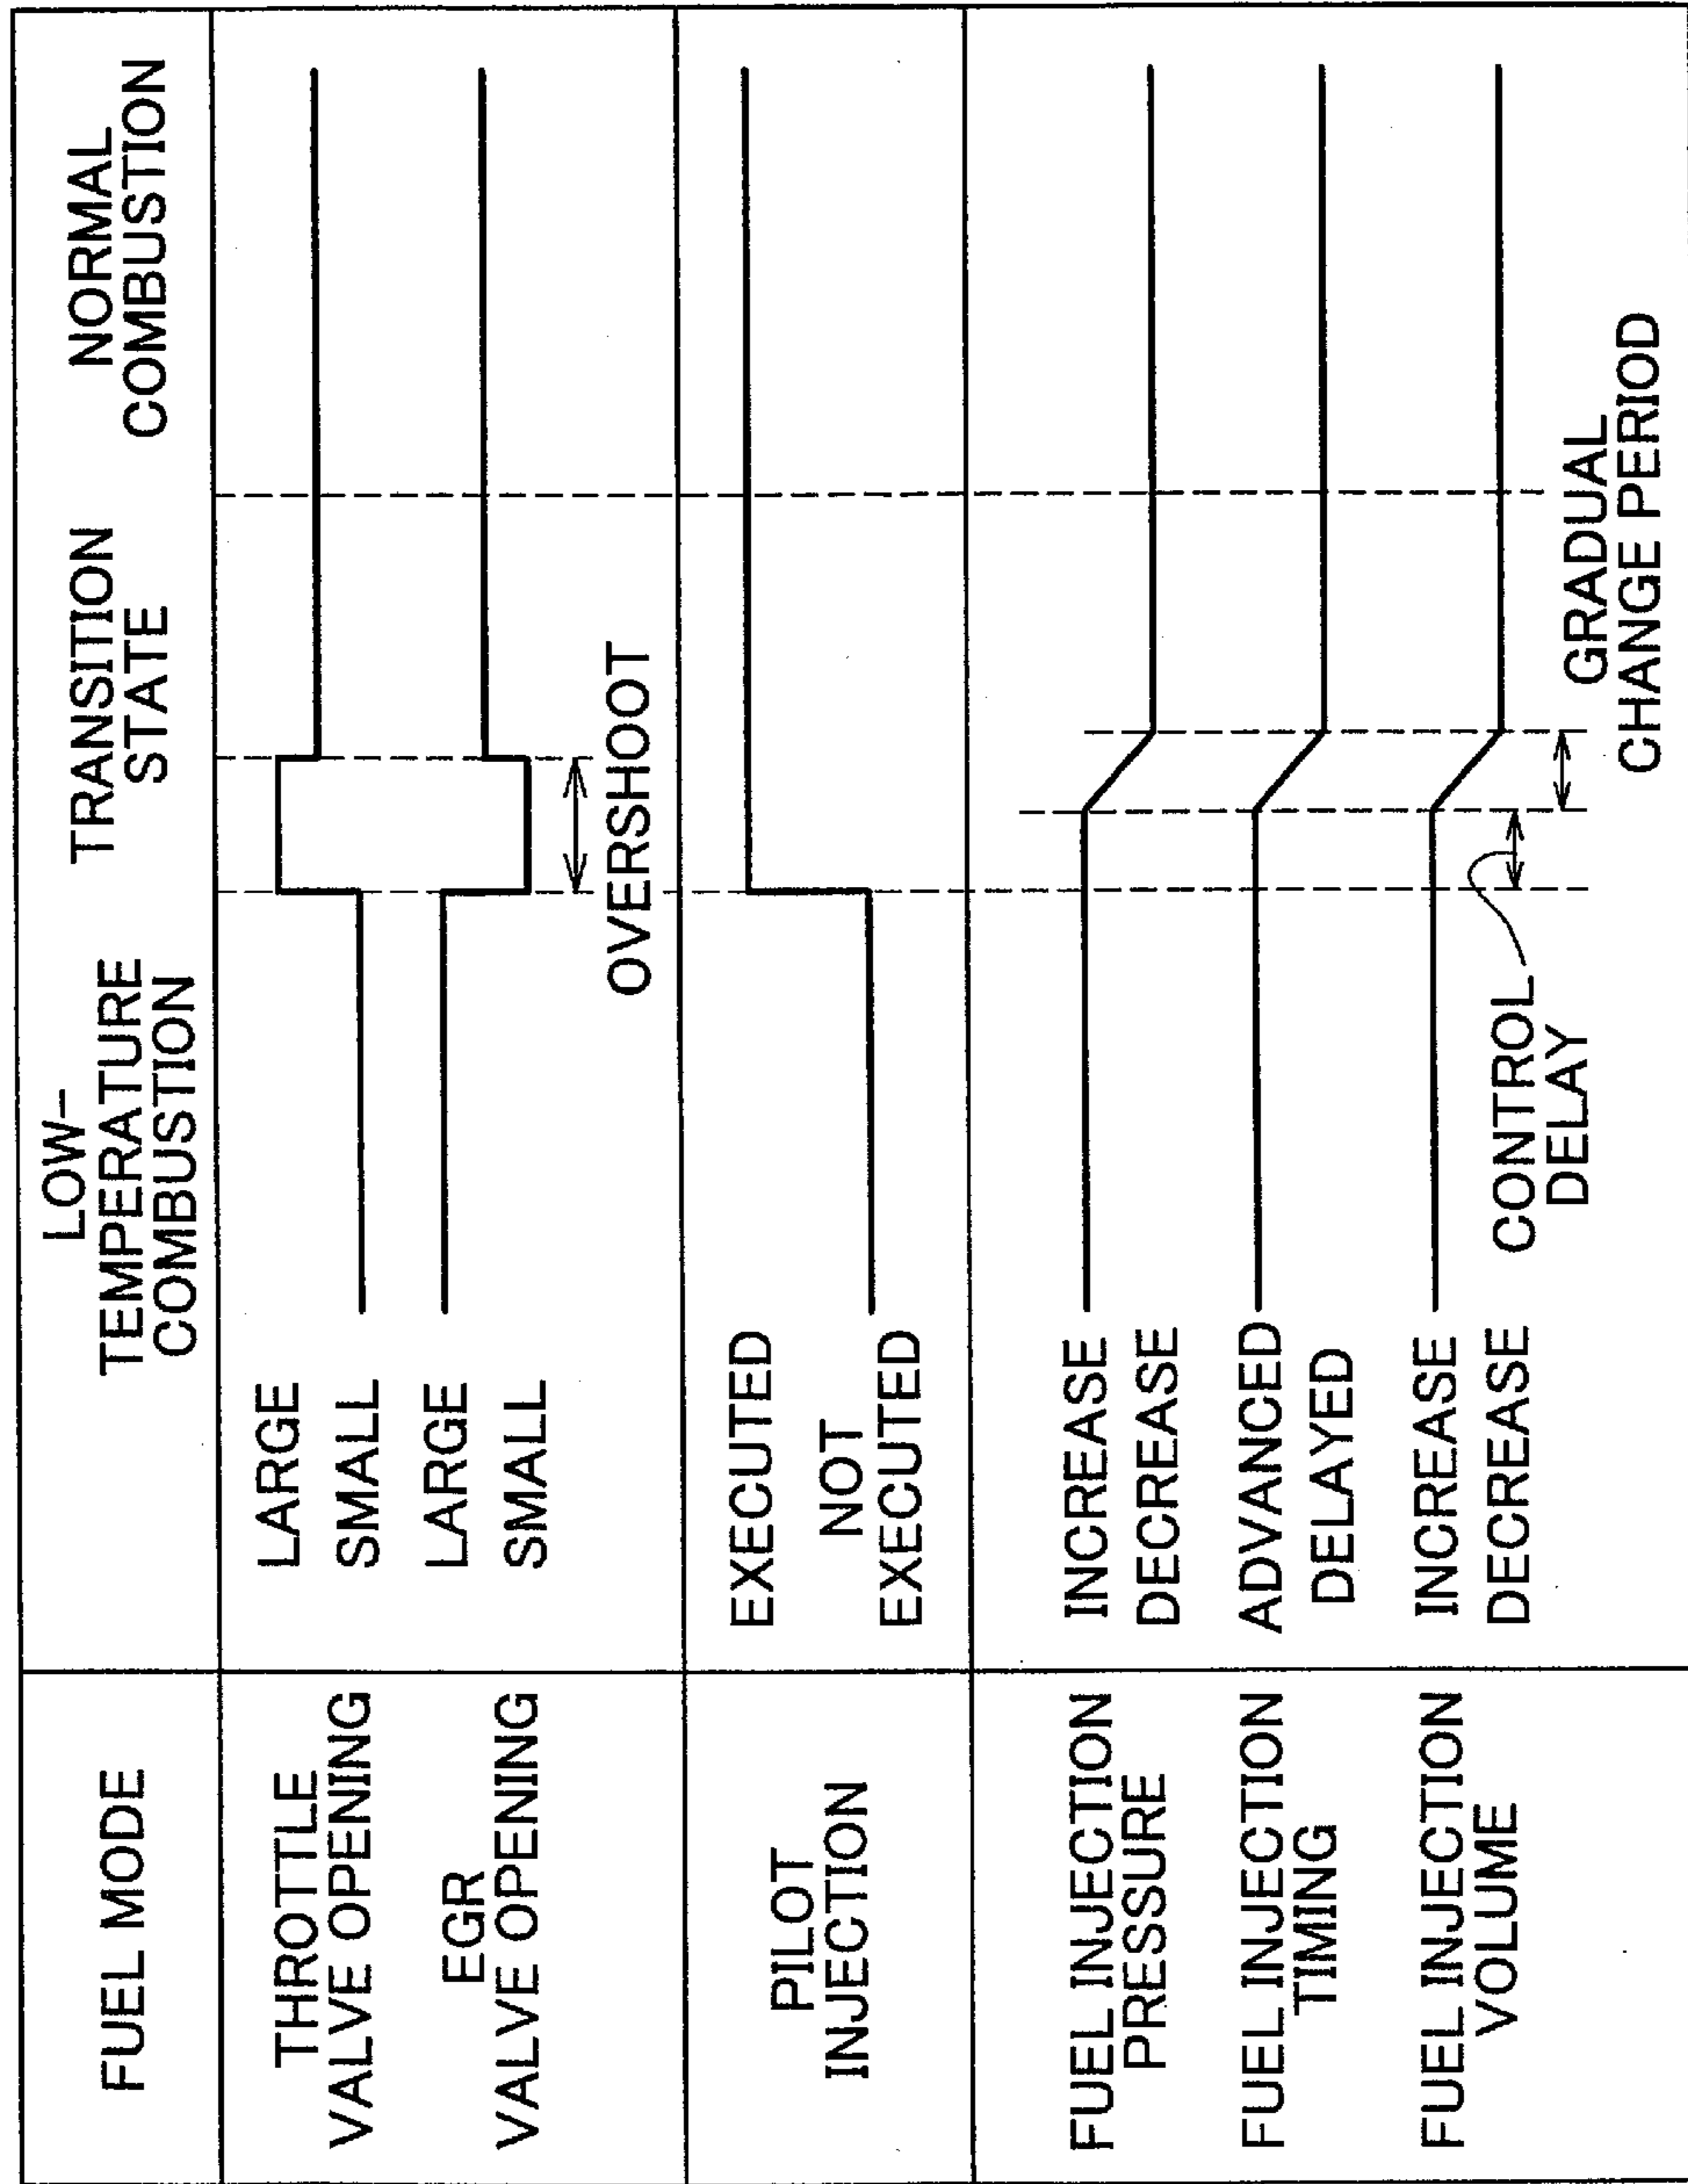 FUEL MODE
LOW-
TEMPERATURE
COMBUSTION
TRANSITION
STATE
NORMAL
COMBUSTION
THROTTLE
VALVE OPENING
LARGE
SMALL
EGR
VALVE OPENING
LARGE
SMALL
OVERSHOOT
PILOT
INJECTION
EXECUTED
NOT
EXECUTED
FUEL INJECTION
PRESSURE
INCREASE
DECREASE
FUEL INJECTION
TIMING
ADVANCED
DELAYED
FUEL INJECTION
VOLUME
INCREASE
DECREASE
CONTROL
DELAY
GRADUAL
CHANGE PERIOD